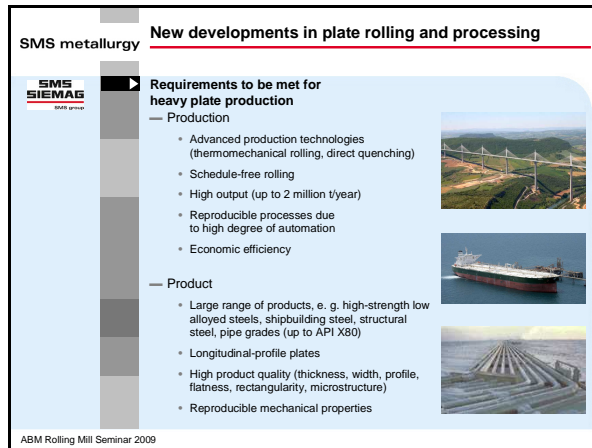 SMS metallurgy
New developments in plate rolling and processing
SMS
SIEMAG
SMS group
Requirements to be met for
heavy plate production
— Production
• Advanced production technologies
(thermomechanical rolling, direct quenching)
• Schedule-free rolling
• High output (up to 2 million t/year)
• Reproducible processes due
to high degree of automation
• Economic efficiency
— Product
• Large range of products, e. g. high-strength low
alloyed steels, shipbuilding steel, structural
steel, pipe grades (up to API X80)
• Longitudinal-profile plates
• High product quality (thickness, width, profile,
flatness, rectangularity, microstructure)
• Reproducible mechanical properties
ABM Rolling Mill Seminar 2009